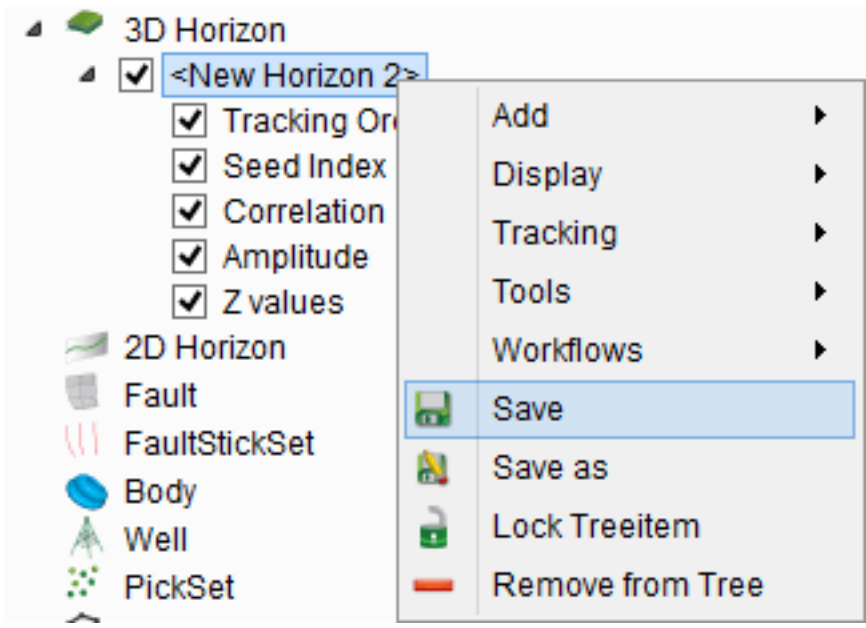 3D Horizon
<New Horizon 2>
Tracking Ord
Seed Index
Correlation
Amplitude
Z values
2D Horizon
Fault
FaultStickSet
Body
Well
PickSet
Add
Display
Tracking
Tools
Workflows
Save
Save as
Lock Treeitem
Remove from Tree